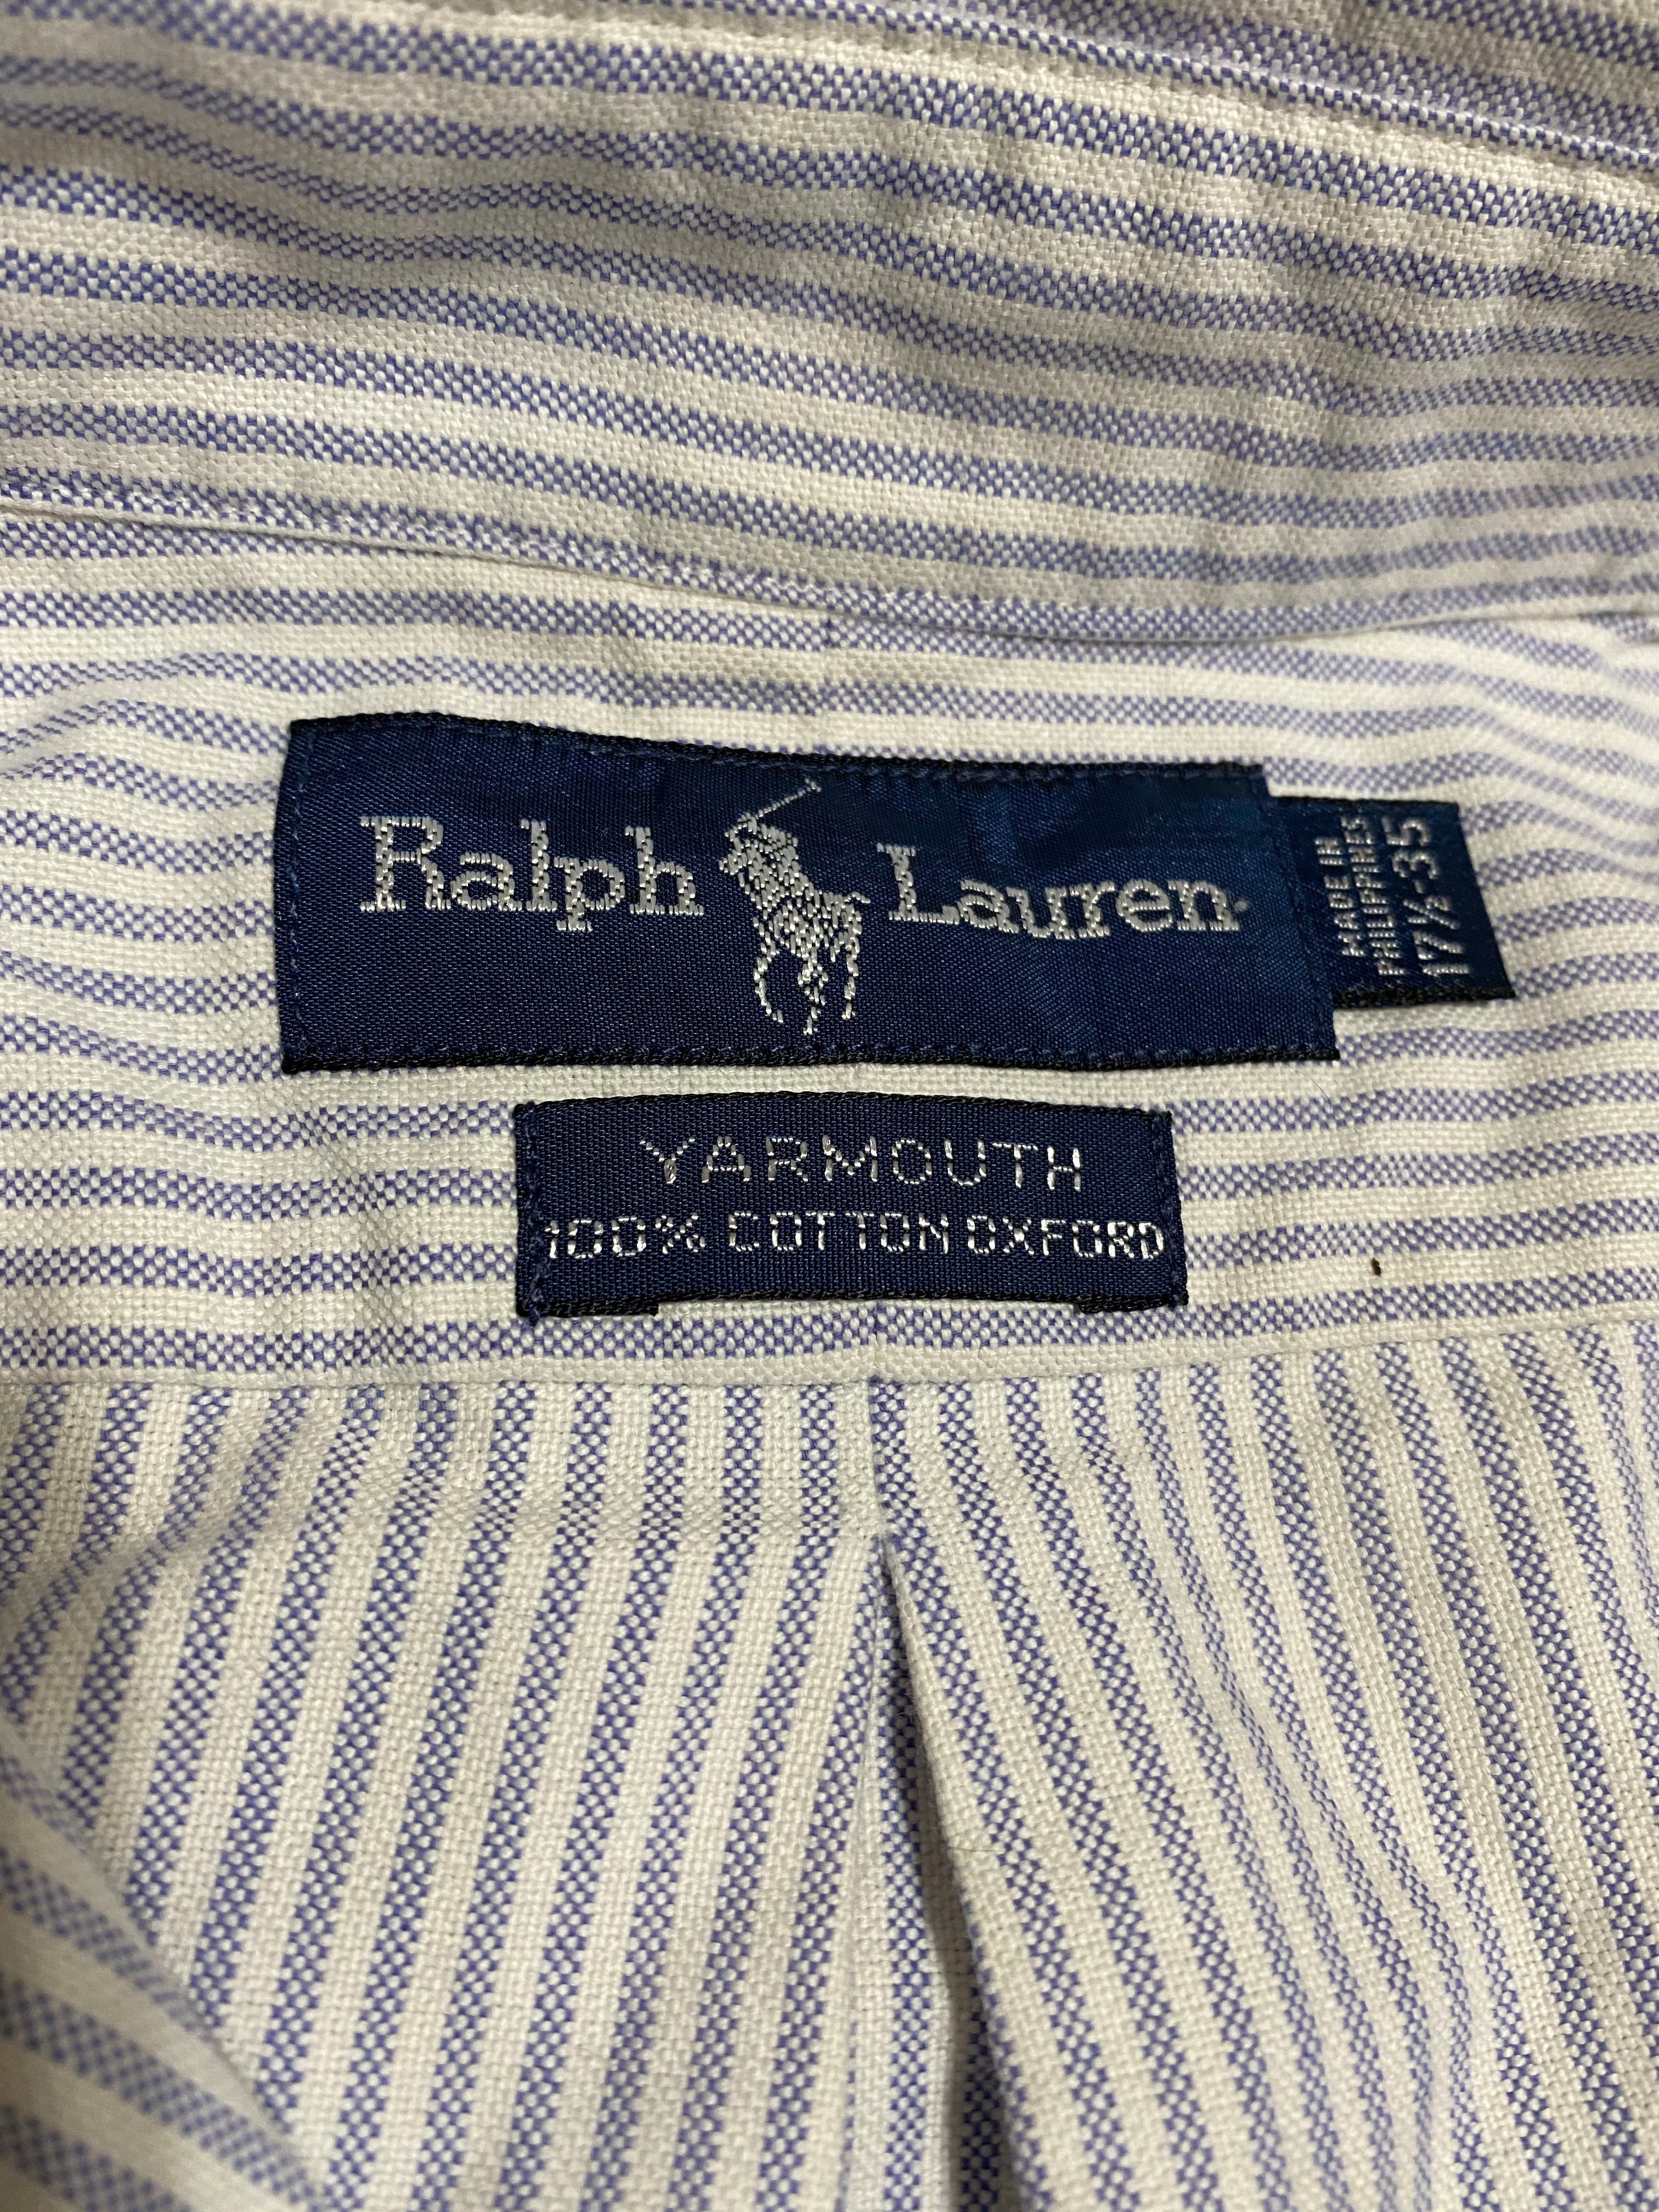 Ralph Lauren
MADE IN
PHILIPPINES
17½-35
YARMOUTH
100% COTTON OXFORD